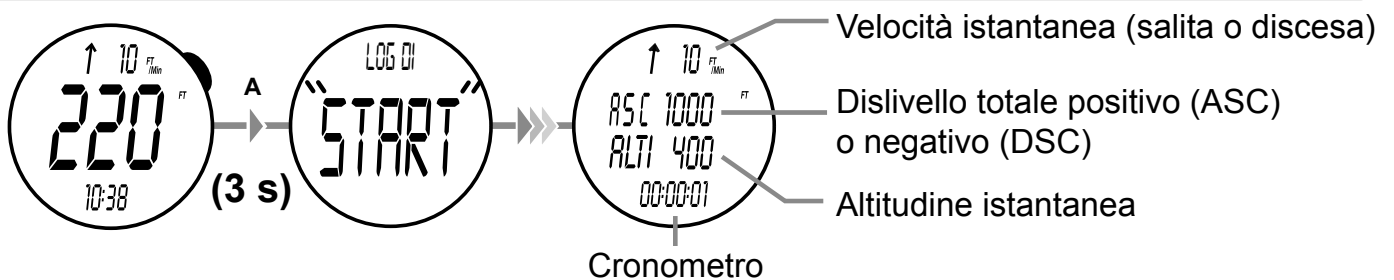 ↑ 10 FT/Min
220 FT
10:38
A
(3 s)
LOG 01
"START"
↑ 10 FT/Min
FT
ASC 1000
ALTI 400
00:00:01
Velocità istantanea (salita o discesa)
Dislivello totale positivo (ASC)
o negativo (DSC)
Altitudine istantanea
Cronometro